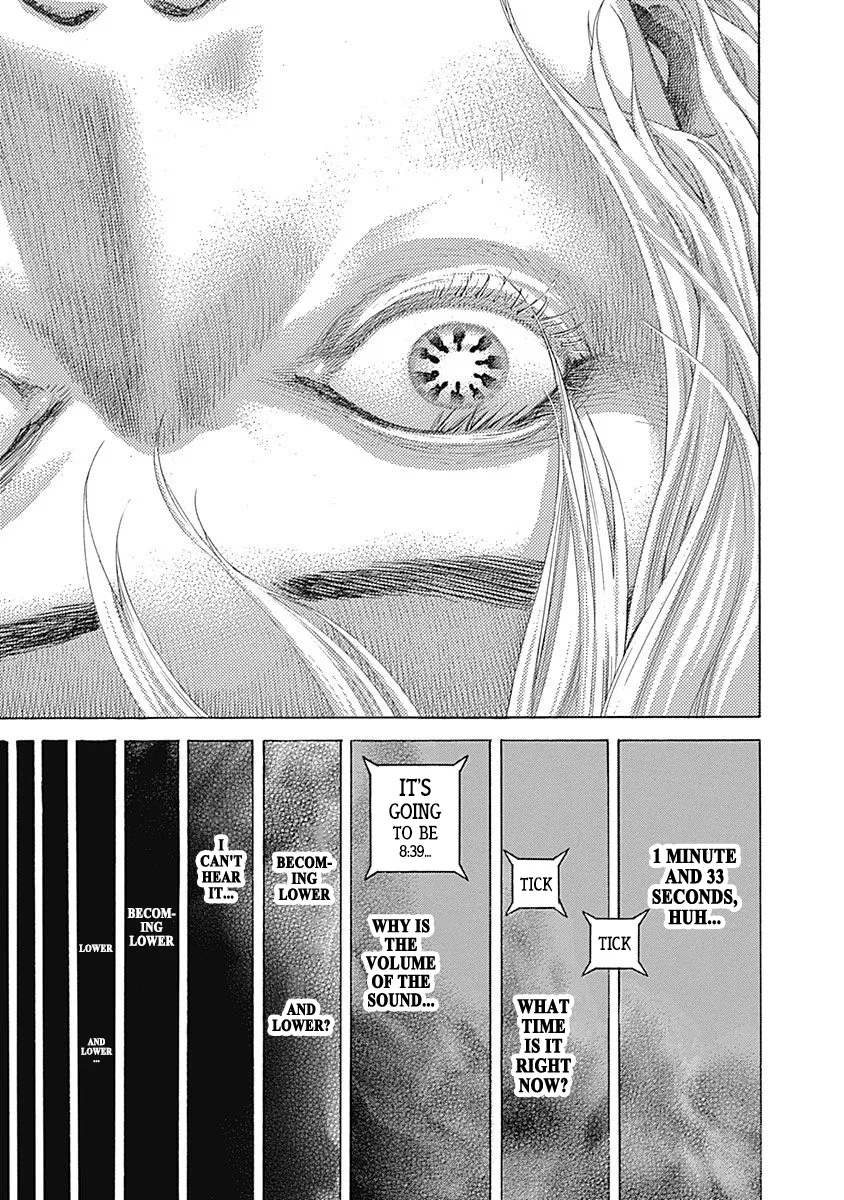 1 MINUTE
AND 33
SECONDS,
HUH...
TICK
TICK
WHAT
TIME
IS IT
RIGHT
NOW?
IT'S
GOING
TO BE
8:39...
WHY IS
THE
VOLUME
OF THE
SOUND...
BECOM-
ING
LOWER
AND
LOWER?
I
CAN'T
HEAR
IT...
BECOM-
ING
LOWER
LOWER
AND
LOWER
...